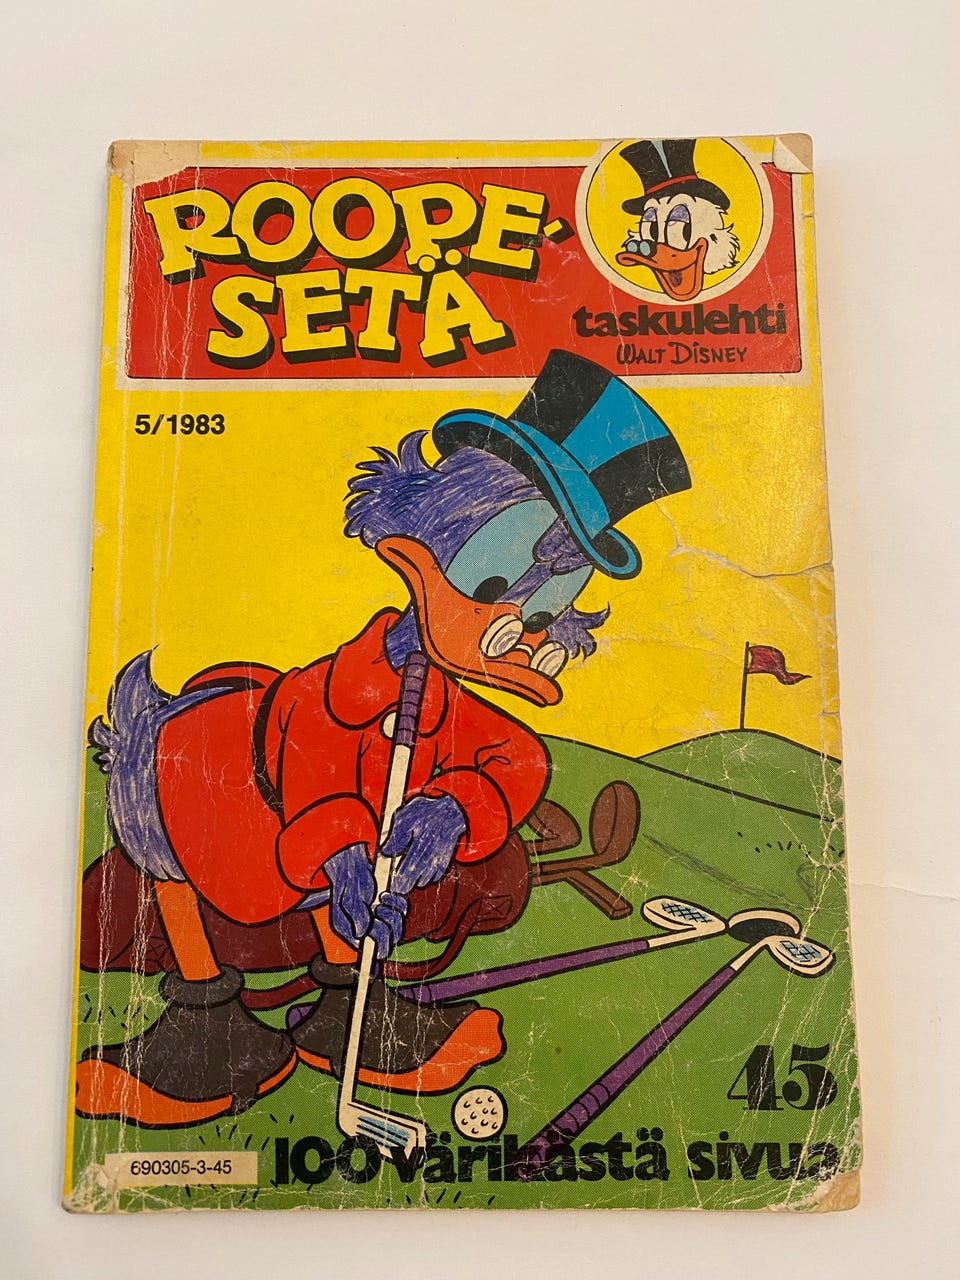 ROOPE-
SETÄ
taskulehti
WALT DISNEY
5/1983
45
690305-3-45
100 värikästä sivua